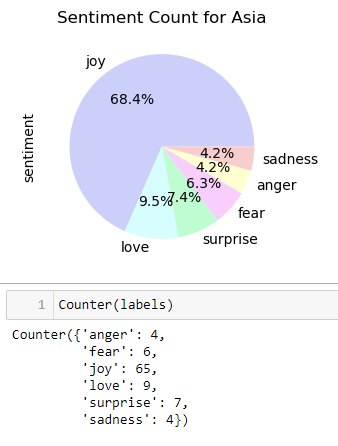 Sentiment Count for Asia
joy
68.4%
sentiment
4.2%
sadness
4.2%
anger
6.3%
fear
7.4%
surprise
9.5%
love
1 Counter(labels)
Counter({'anger': 4,
'fear': 6,
'joy': 65,
'love': 9,
'surprise': 7,
'sadness': 4})